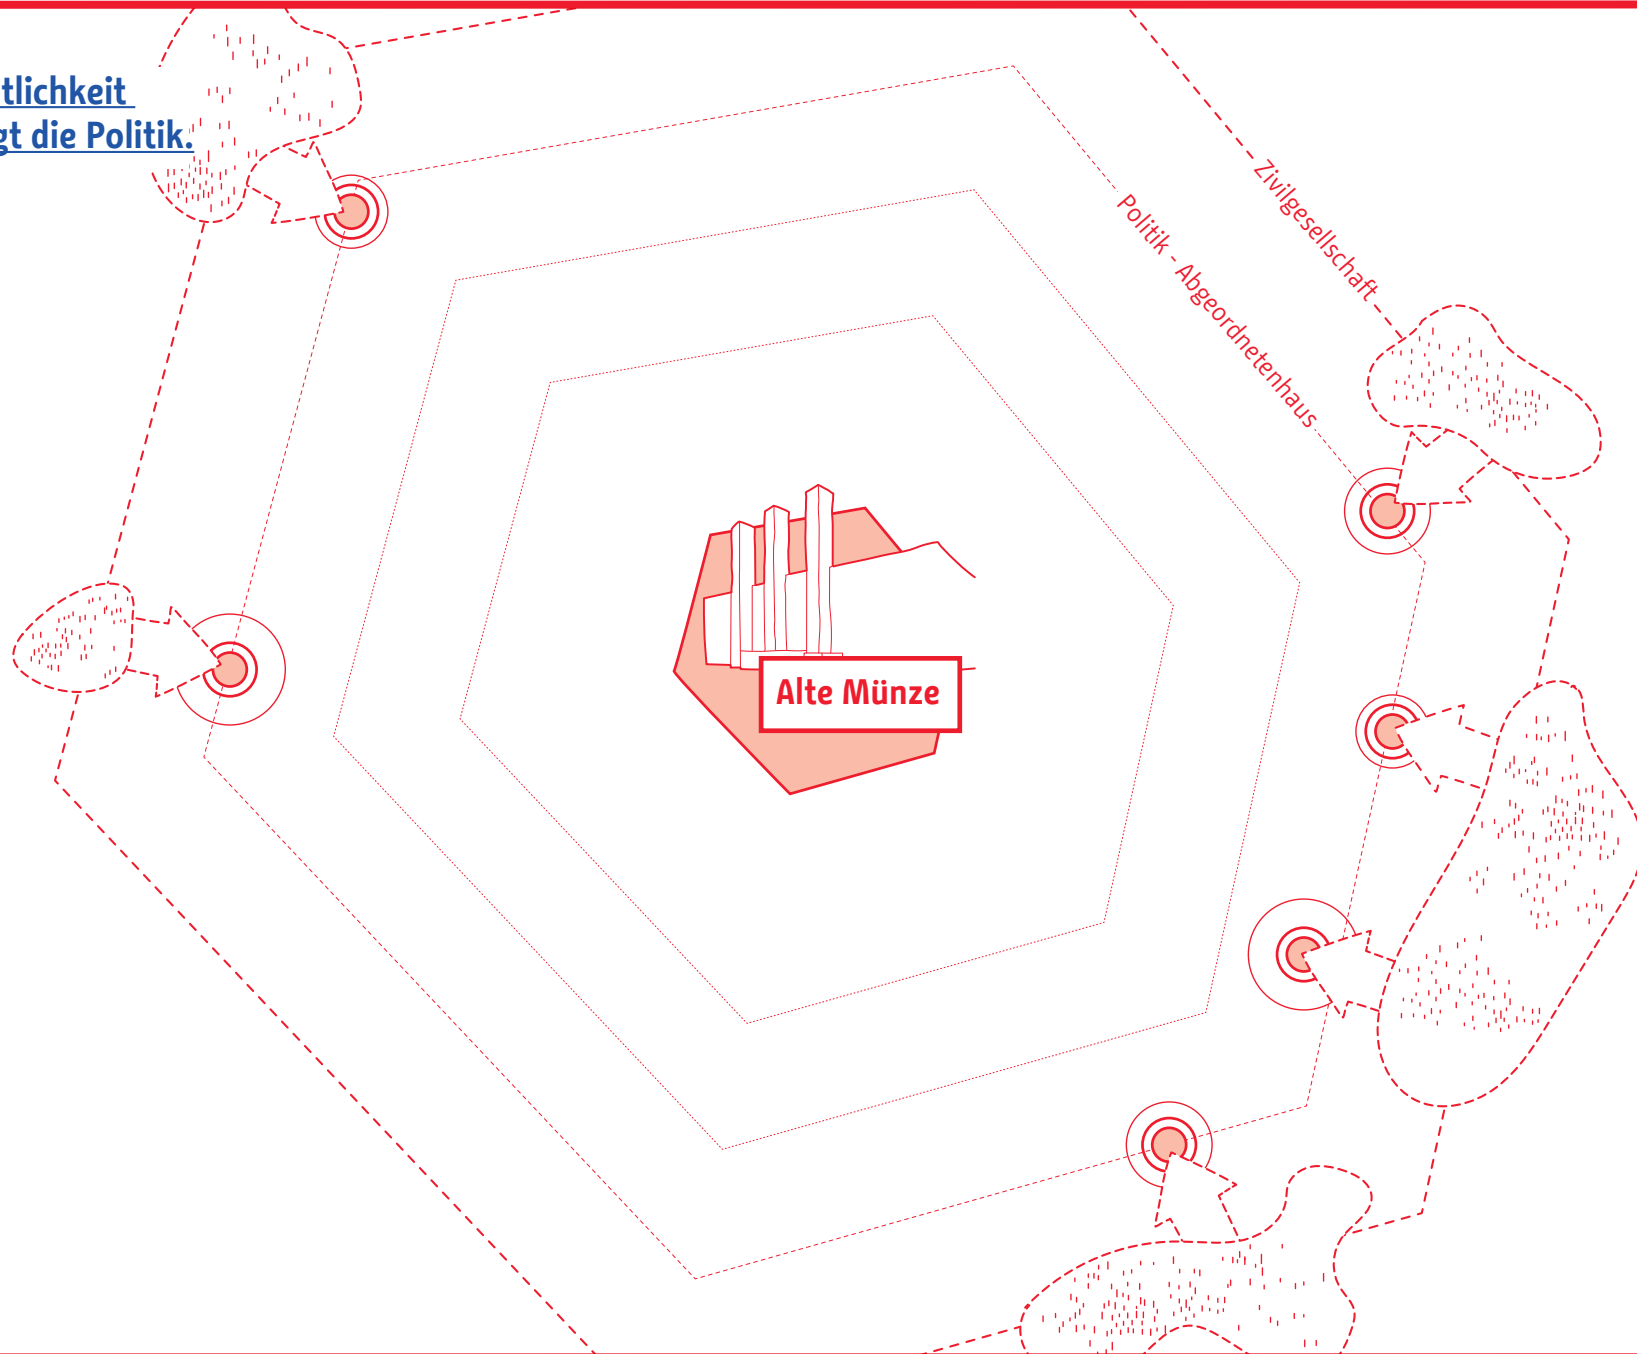 tlichkeit
gt die Politik.
Zivilgesellschaft
Politik - Abgeordnetenhaus
Alte Münze